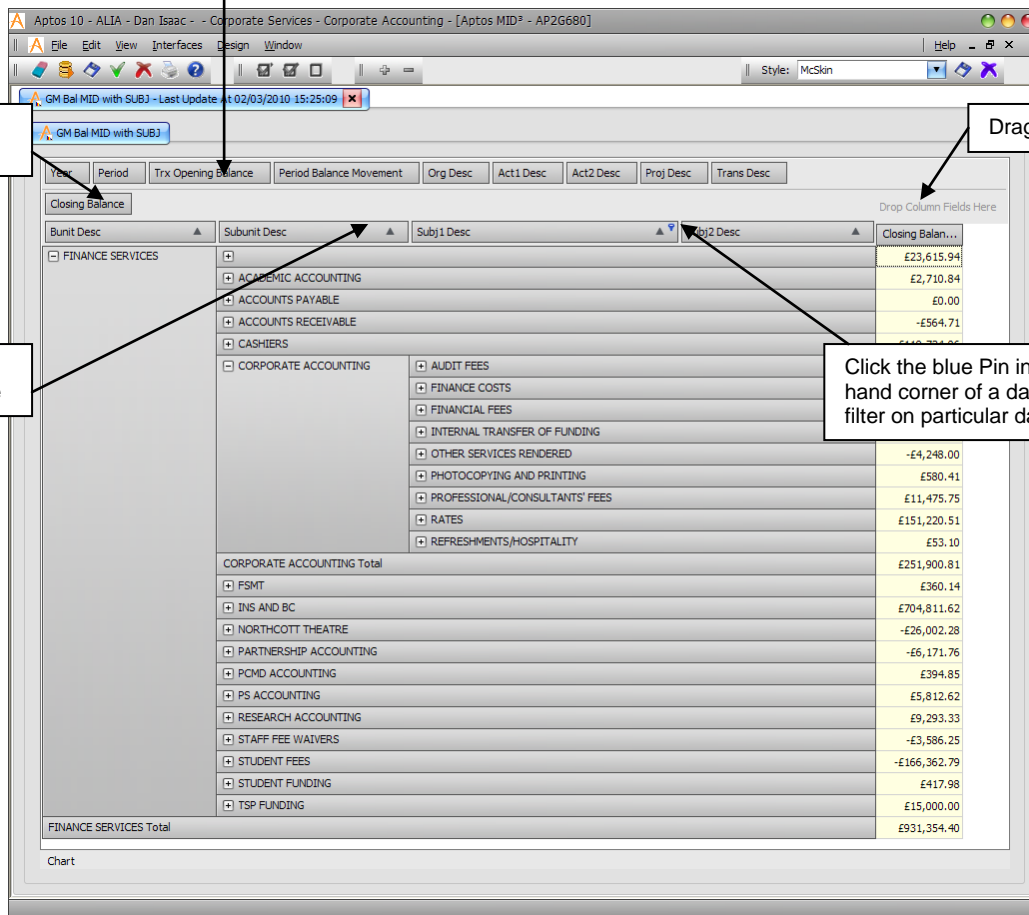 Aptos 10 - ALIA - Dan Isaac - - Corporate Services - Corporate Accounting - [Aptos MID³ - AP2G680]
File Edit View Interfaces Design Window Help
Style: McSkin
GM Bal MID with SUBJ - Last Update At 02/03/2010 15:25:09
GM Bal MID with SUBJ
Drag
Year Period Trx Opening Balance Period Balance Movement Org Desc Act1 Desc Act2 Desc Proj Desc Trans Desc
Closing Balance Drop Column Fields Here
Bunit Desc Subunit Desc Subj1 Desc Subj2 Desc Closing Balan...
FINANCE SERVICES £23,615.94
ACADEMIC ACCOUNTING £2,710.84
ACCOUNTS PAYABLE £0.00
ACCOUNTS RECEIVABLE -£564.71
CASHIERS
CORPORATE ACCOUNTING AUDIT FEES
Click the blue Pin in
hand corner of a da
filter on particular da
FINANCE COSTS
FINANCIAL FEES
INTERNAL TRANSFER OF FUNDING
OTHER SERVICES RENDERED -£4,248.00
PHOTOCOPYING AND PRINTING £580.41
PROFESSIONAL/CONSULTANTS' FEES £11,475.75
RATES £151,220.51
REFRESHMENTS/HOSPITALITY £53.10
CORPORATE ACCOUNTING Total £251,900.81
FSMT £360.14
INS AND BC £704,811.62
NORTHCOTT THEATRE -£26,002.28
PARTNERSHIP ACCOUNTING -£6,171.76
PCMD ACCOUNTING £394.85
PS ACCOUNTING £5,812.62
RESEARCH ACCOUNTING £9,293.33
STAFF FEE WAIVERS -£3,586.25
STUDENT FEES -£166,362.79
STUDENT FUNDING £417.98
TSP FUNDING £15,000.00
FINANCE SERVICES Total £931,354.40
Chart